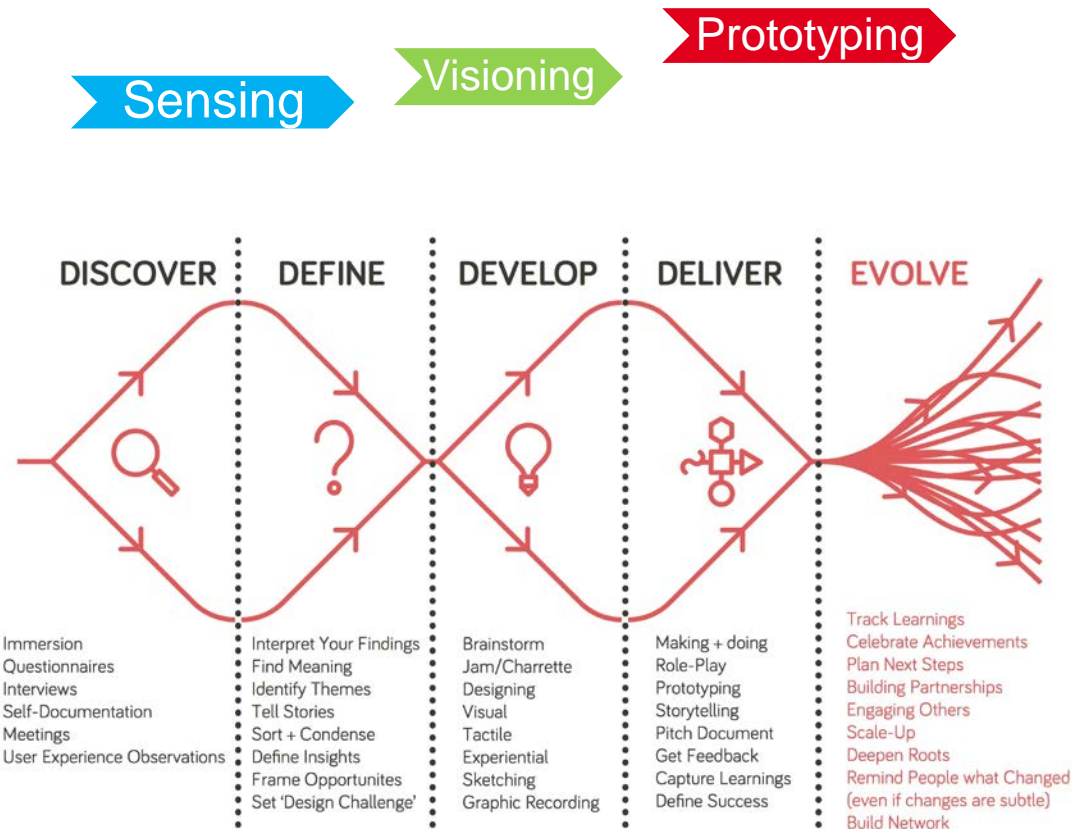 Prototyping
Visioning
Sensing
DISCOVER
DEFINE
DEVELOP
DELIVER
EVOLVE
Immersion
Questionnaires
Interviews
Self-Documentation
Meetings
User Experience Observations
Interpret Your Findings
Find Meaning
Identify Themes
Tell Stories
Sort + Condense
Define Insights
Frame Opportunites
Set ‘Design Challenge’
Brainstorm
Jam/Charrette
Designing
Visual
Tactile
Experiential
Sketching
Graphic Recording
Making + doing
Role-Play
Prototyping
Storytelling
Pitch Document
Get Feedback
Capture Learnings
Define Success
Track Learnings
Celebrate Achievements
Plan Next Steps
Building Partnerships
Engaging Others
Scale-Up
Deepen Roots
Remind People what Changed
(even if changes are subtle)
Build Network